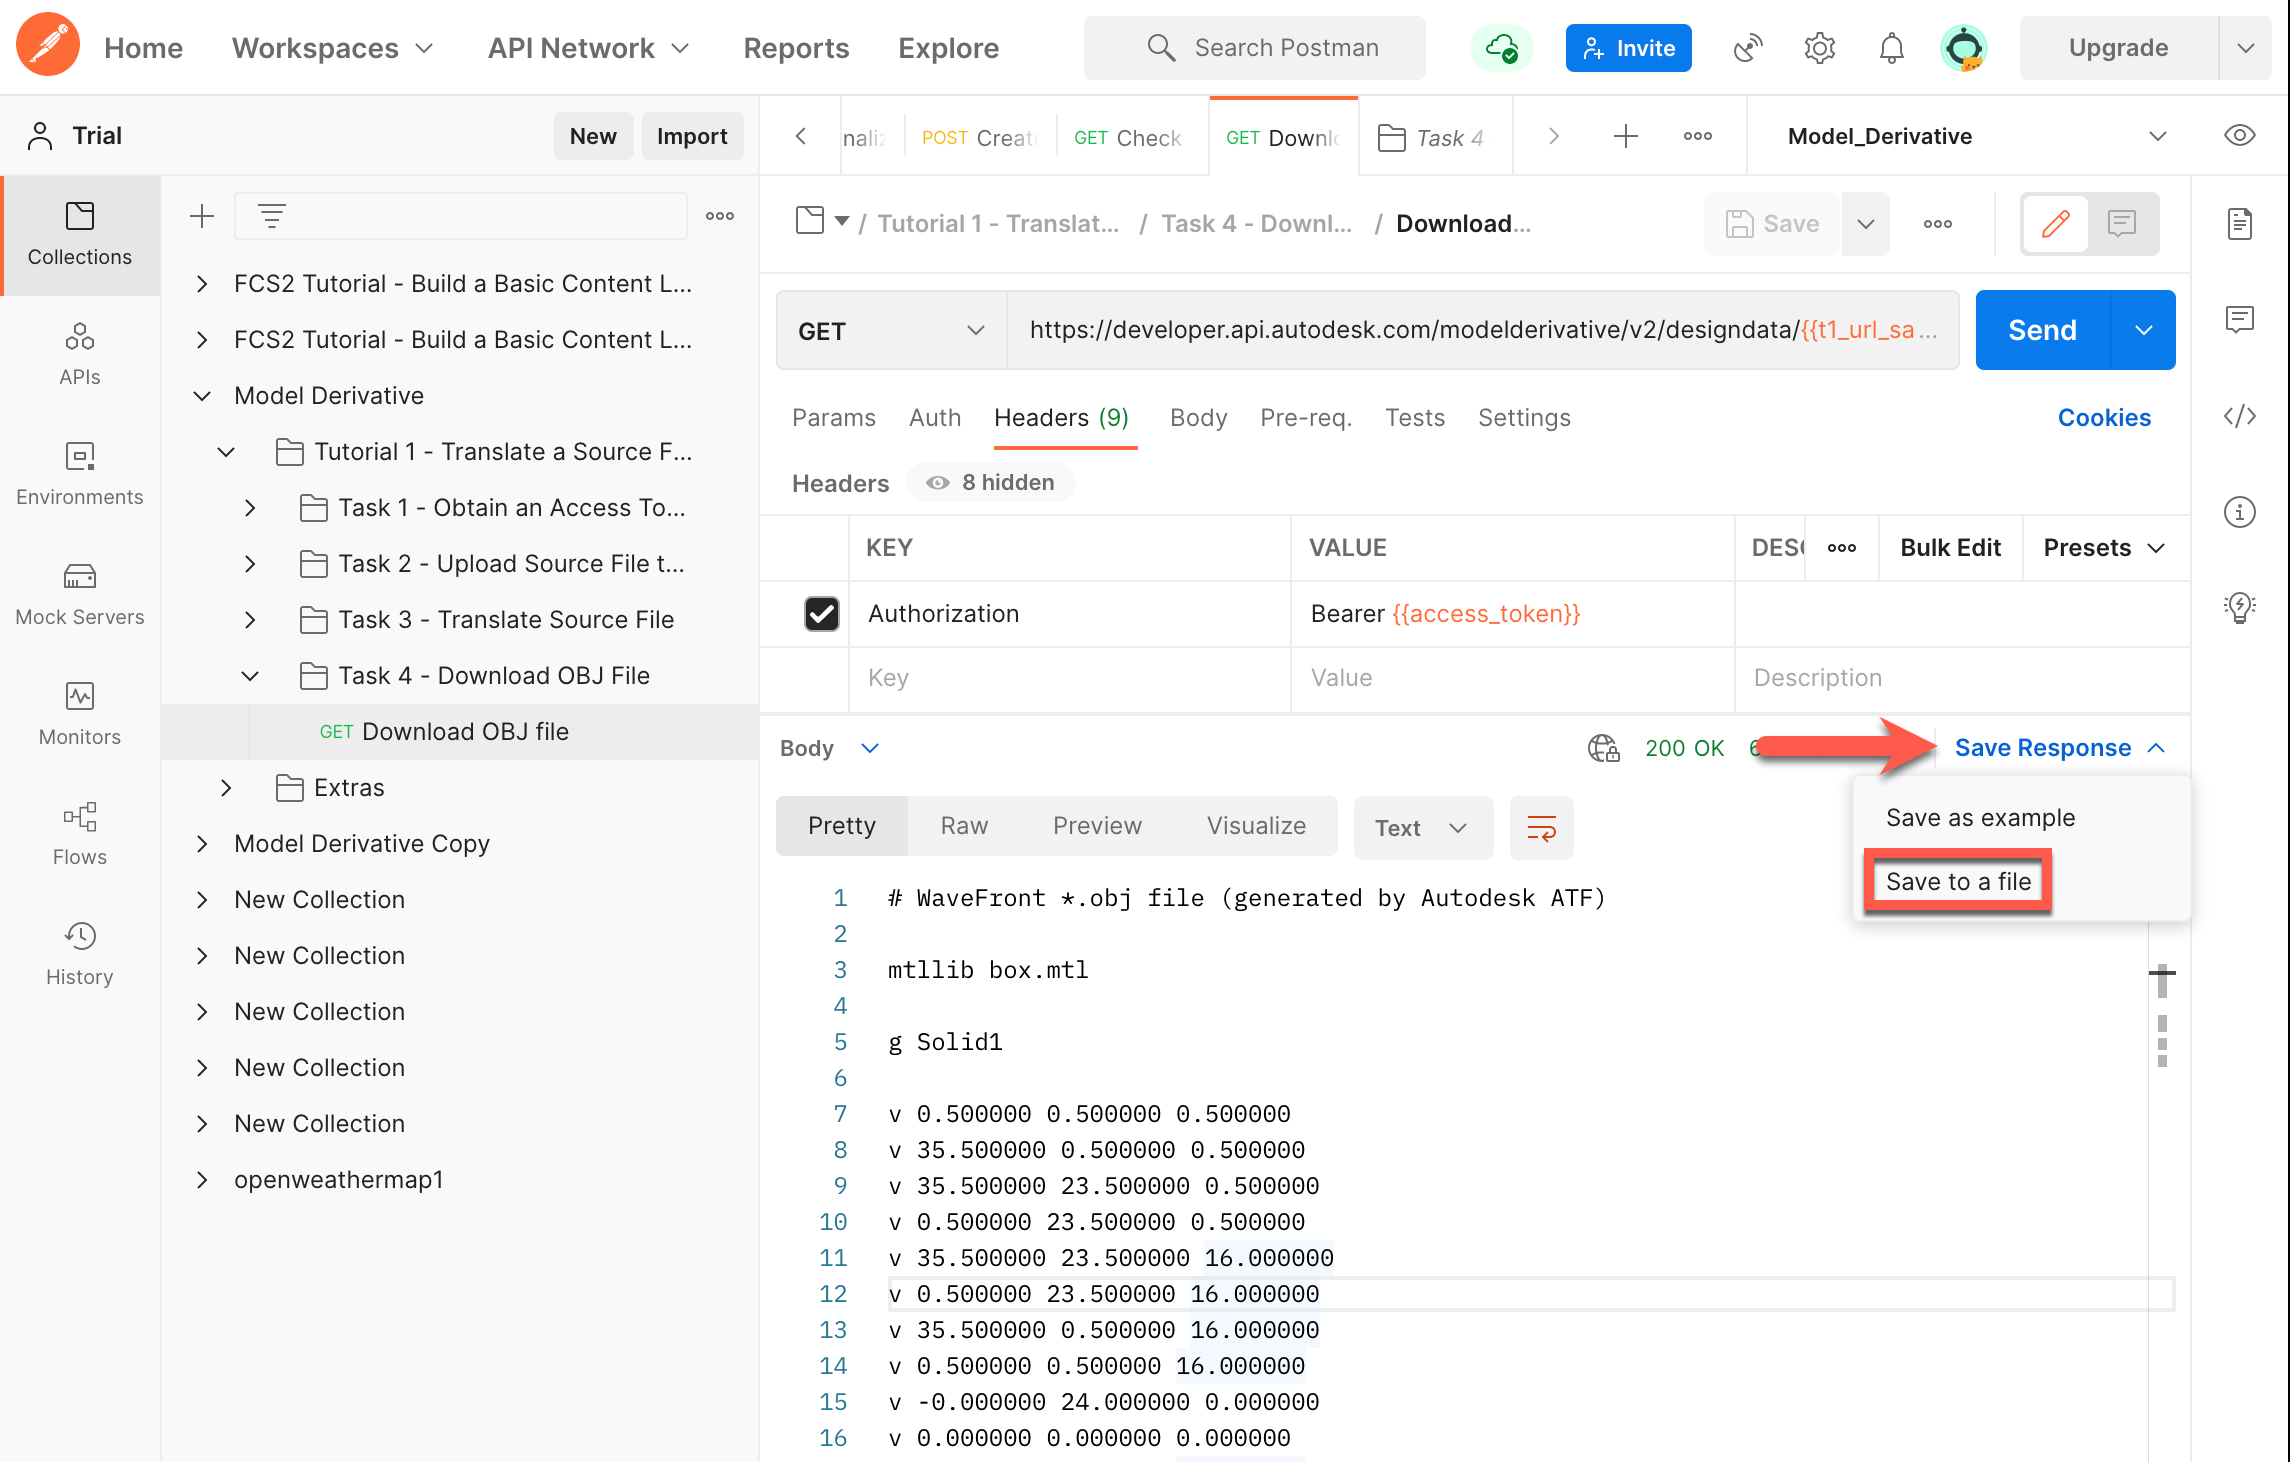 Home Workspaces API Network Reports Explore Search Postman Invite Upgrade
Trial New Import
naliz POST Creat GET Check GET Downl Task 4 Model_Derivative
Collections
APIs
Environments
Mock Servers
Monitors
Flows
History
FCS2 Tutorial - Build a Basic Content L...
FCS2 Tutorial - Build a Basic Content L...
Model Derivative
Tutorial 1 - Translate a Source F...
Task 1 - Obtain an Access To...
Task 2 - Upload Source File t...
Task 3 - Translate Source File
Task 4 - Download OBJ File
GET Download OBJ file
Extras
Model Derivative Copy
New Collection
New Collection
New Collection
New Collection
New Collection
openweathermap1
/ Tutorial 1 - Translat... / Task 4 - Downl... / Download... Save
GET https://developer.api.autodesk.com/modelderivative/v2/designdata/{{t1_url_sa... Send
Params Auth Headers (9) Body Pre-req. Tests Settings Cookies
Headers 8 hidden
KEY VALUE DESC Bulk Edit Presets
Authorization Bearer {{access_token}}
Key Value Description
Body 200 OK 6 Save Response
Save as example
Save to a file
Pretty Raw Preview Visualize Text
1 # WaveFront *.obj file (generated by Autodesk ATF)
2
3 mtllib box.mtl
4
5 g Solid1
6
7 v 0.500000 0.500000 0.500000
8 v 35.500000 0.500000 0.500000
9 v 35.500000 23.500000 0.500000
10 v 0.500000 23.500000 0.500000
11 v 35.500000 23.500000 16.000000
12 v 0.500000 23.500000 16.000000
13 v 35.500000 0.500000 16.000000
14 v 0.500000 0.500000 16.000000
15 v -0.000000 24.000000 0.000000
16 v 0.000000 0.000000 0.000000